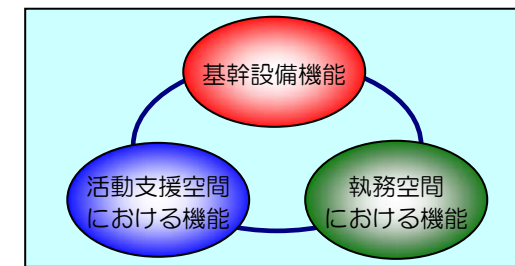 基幹設備機能
活動支援空間
における機能
執務空間
における機能